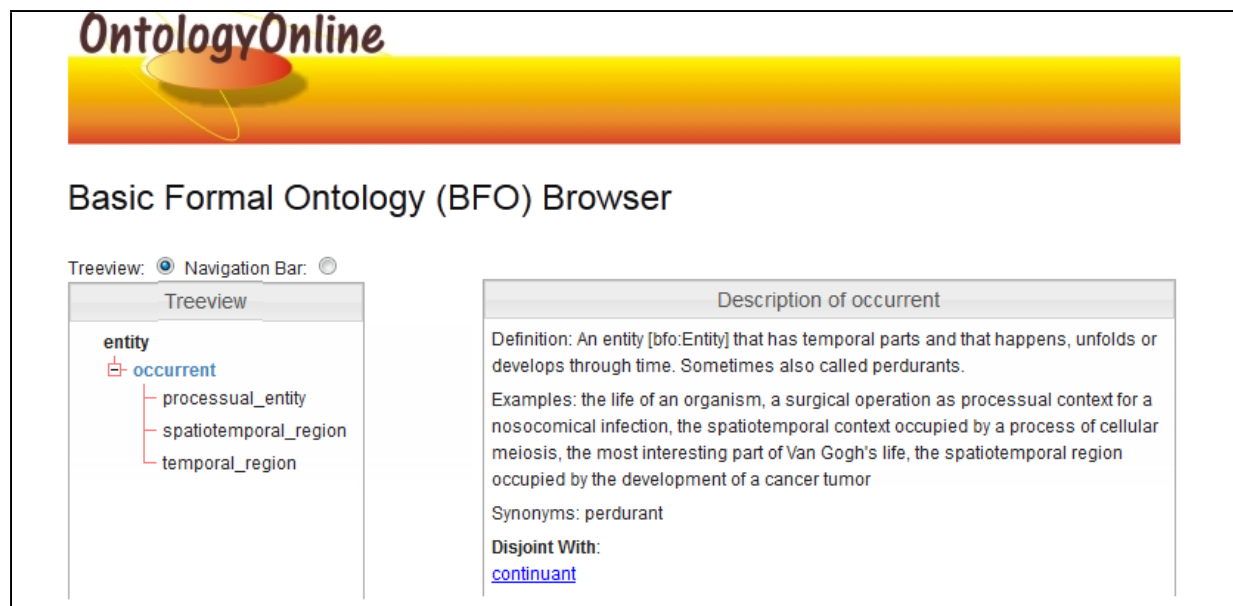 OntologyOnline
Basic Formal Ontology (BFO) Browser
Treeview: Navigation Bar:
Treeview
entity
occurrent
processual_entity
spatiotemporal_region
temporal_region
Description of occurrent
Definition: An entity [bfo:Entity] that has temporal parts and that happens, unfolds or
develops through time. Sometimes also called perdurants.
Examples: the life of an organism, a surgical operation as processual context for a
nosocomical infection, the spatiotemporal context occupied by a process of cellular
meiosis, the most interesting part of Van Gogh's life, the spatiotemporal region
occupied by the development of a cancer tumor
Synonyms: perdurant
Disjoint With:
continuant